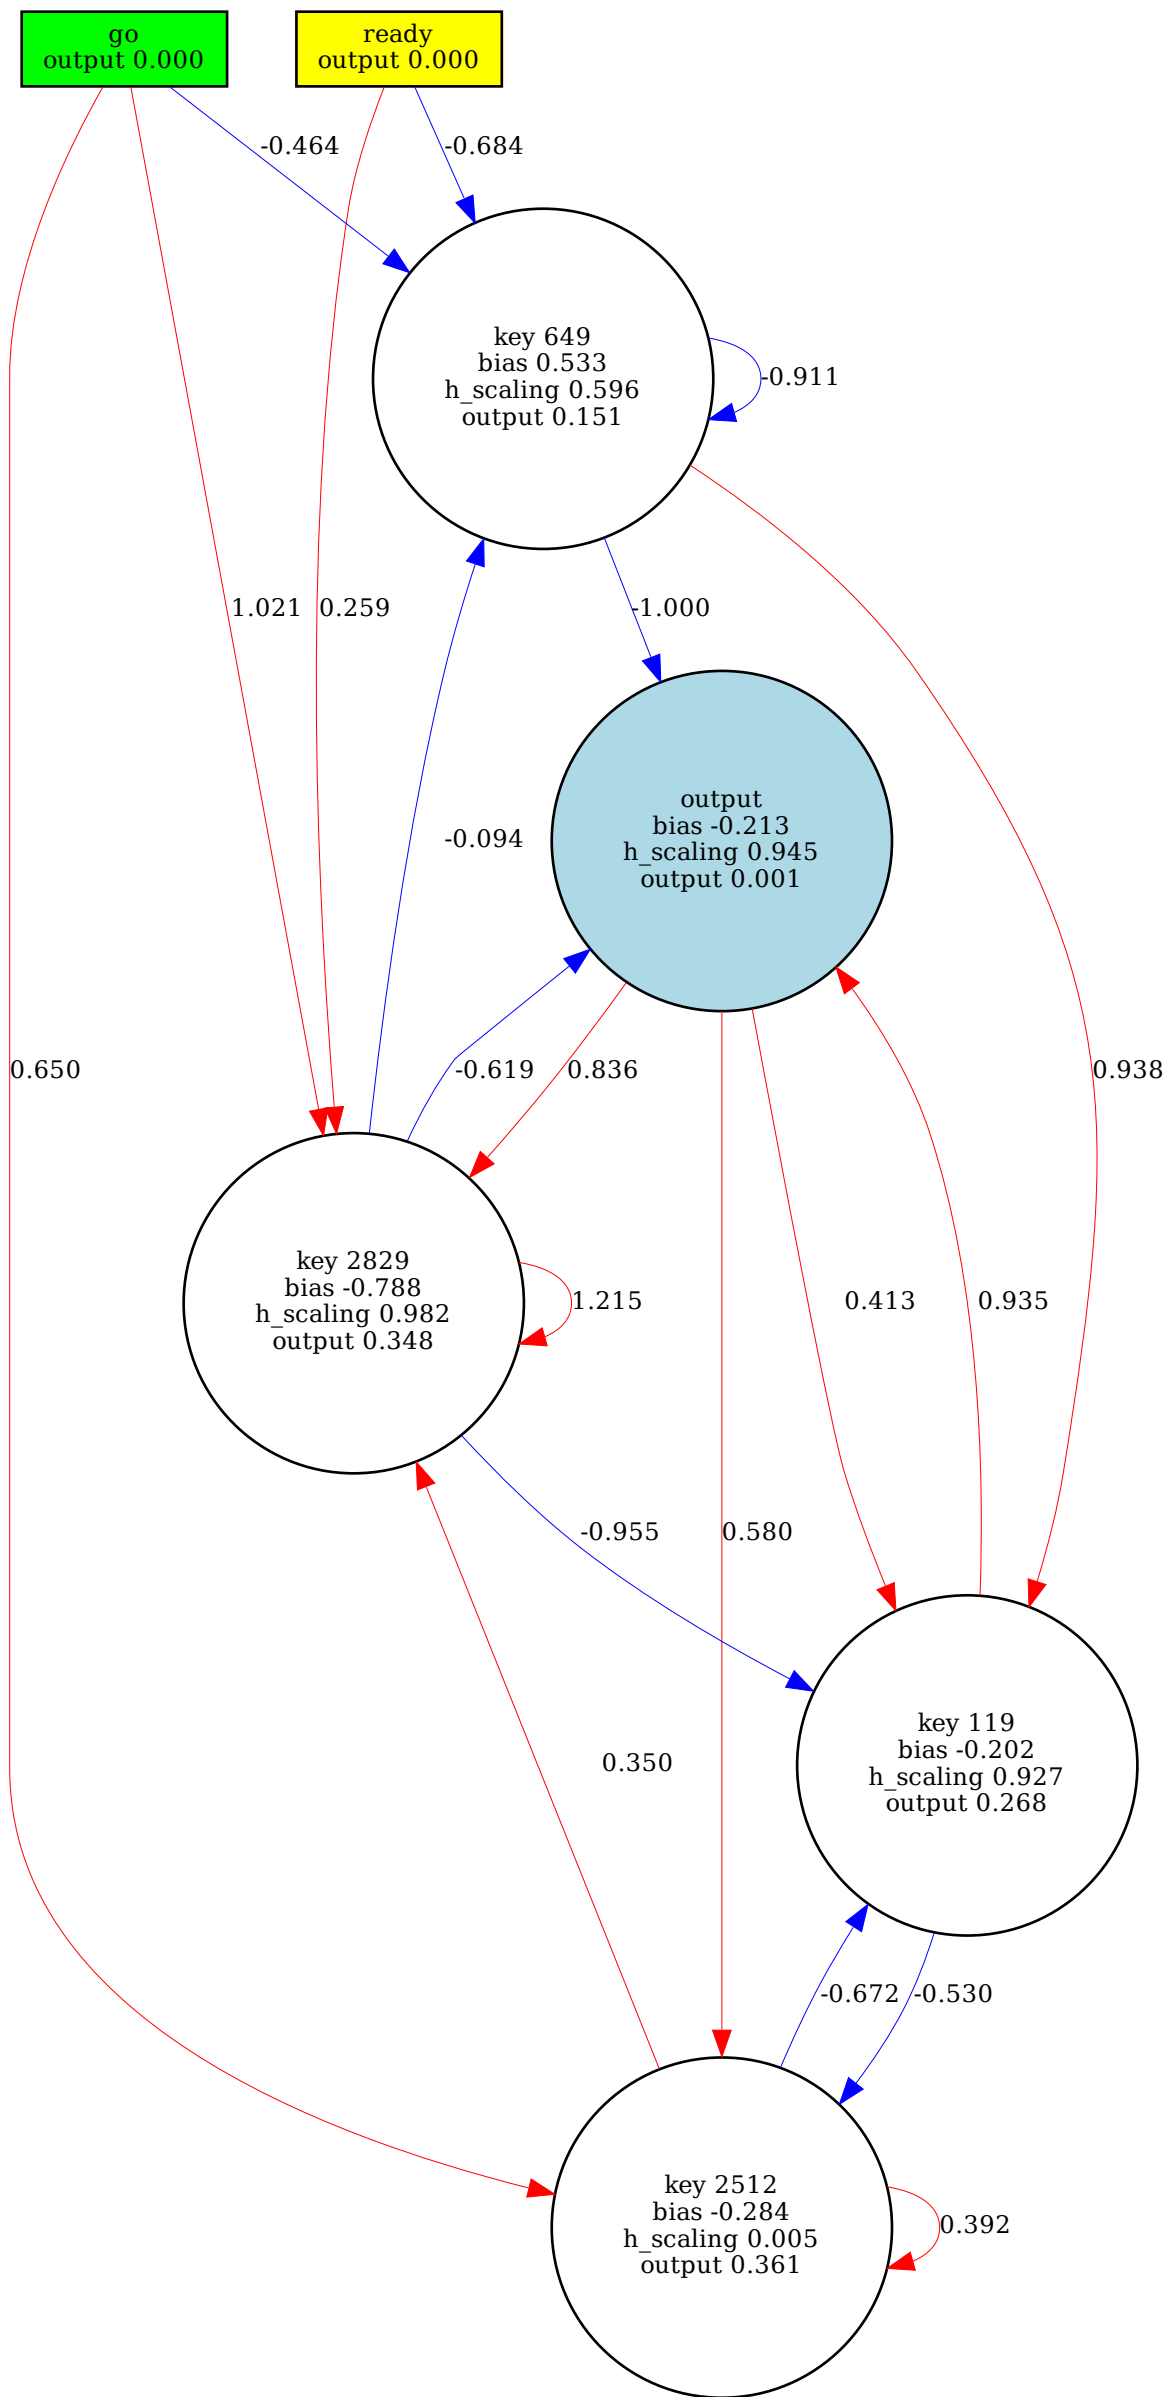 go
output 0.000
ready
output 0.000
-0.464
-0.684
key 649
bias 0.533
h_scaling 0.596
output 0.151
-0.911
1.021
0.259
-1.000
output
bias -0.213
h_scaling 0.945
output 0.001
-0.094
0.650
-0.619
0.836
0.938
key 2829
bias -0.788
h_scaling 0.982
output 0.348
1.215
0.413
0.935
-0.955
0.580
key 119
bias -0.202
h_scaling 0.927
output 0.268
0.350
-0.672
-0.530
key 2512
bias -0.284
h_scaling 0.005
output 0.361
0.392